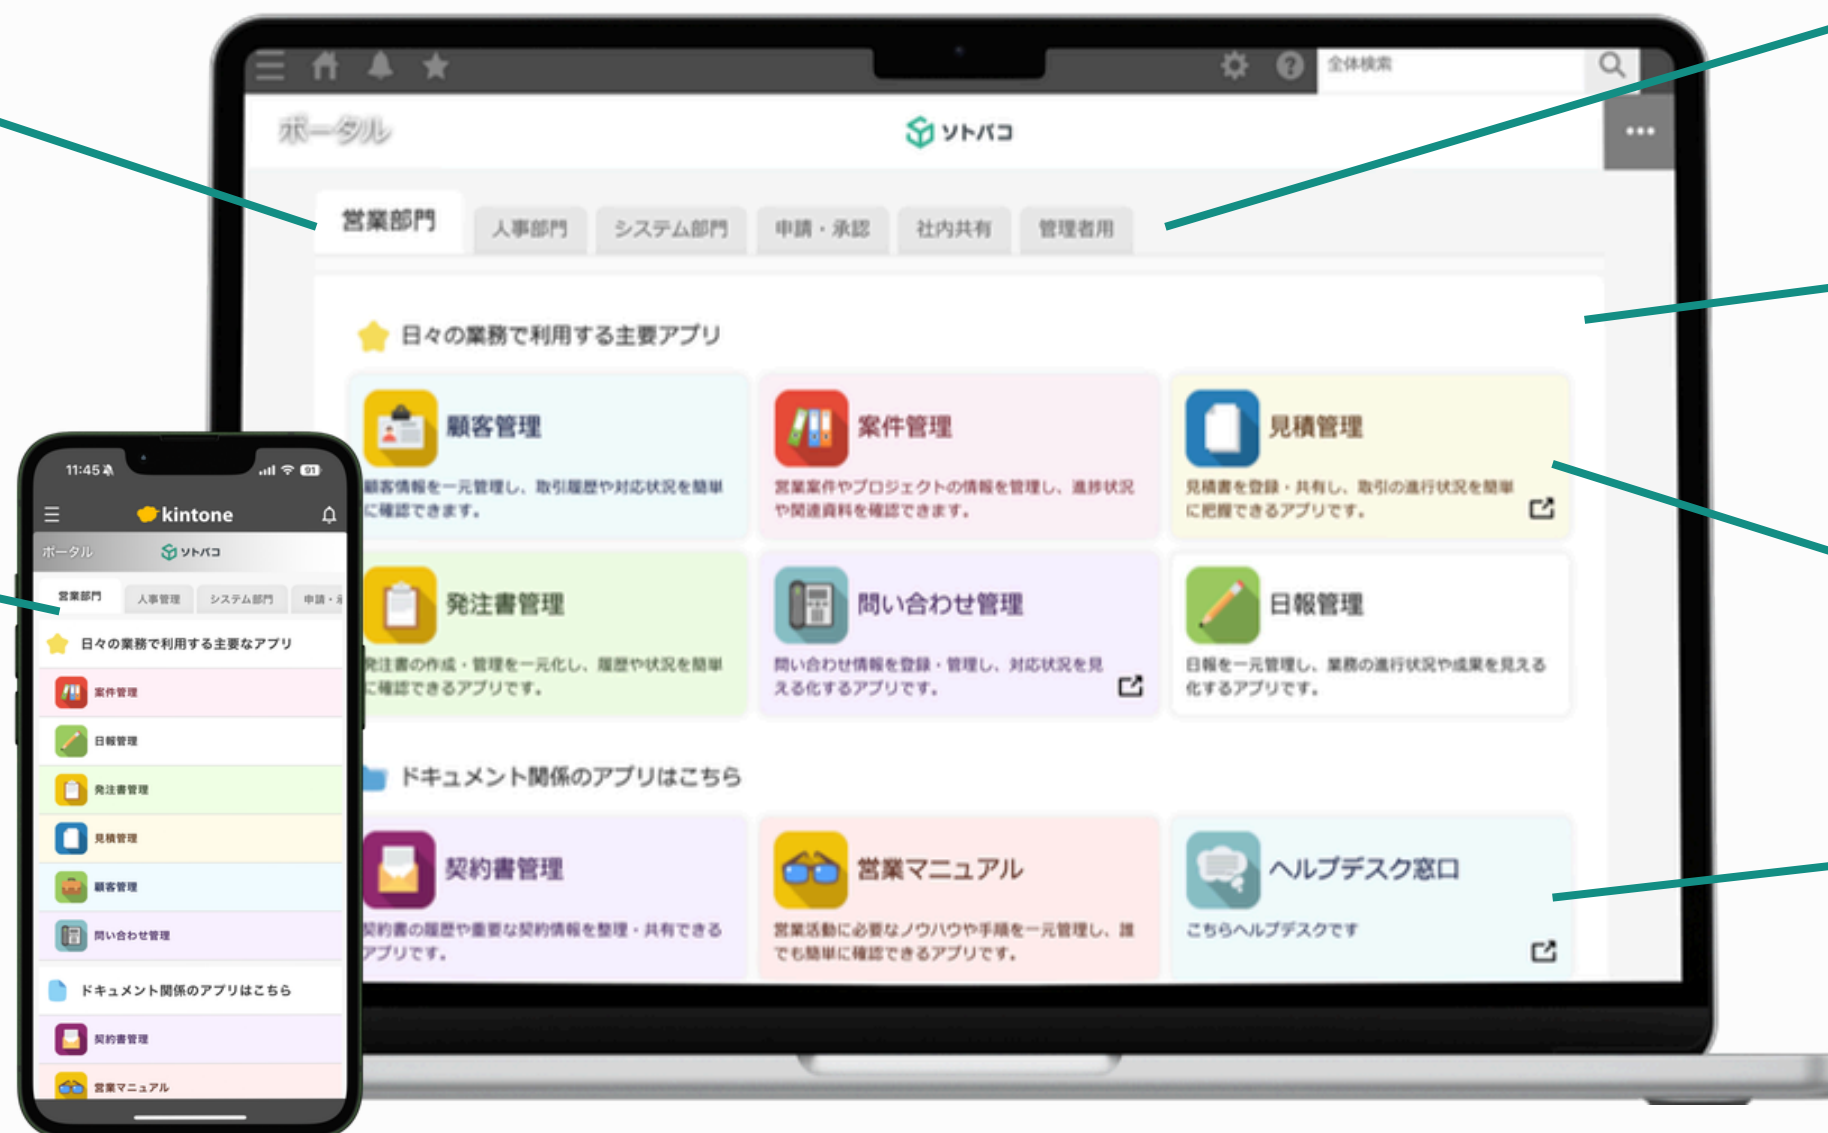 全体検索
ポータル
ソトバコ
営業部門
人事部門
システム部門
申請・承認
社内共有
管理者用
日々の業務で利用する主要アプリ
顧客管理
顧客情報を一元管理し、取引履歴や対応状況を簡単
に確認できます。
案件管理
営業案件やプロジェクトの情報を管理し、進捗状況
や関連資料を確認できます。
見積管理
見積書を登録・共有し、取引の進行状況を簡単
に把握できるアプリです。
発注書管理
発注書の作成・管理を一元化し、履歴や状況を簡単
に確認できるアプリです。
問い合わせ管理
問い合わせ情報を登録・管理し、対応状況を見
える化するアプリです。
日報管理
日報を一元管理し、業務の進行状況や成果を見える
化するアプリです。
ドキュメント関係のアプリはこちら
契約書管理
契約書の履歴や重要な契約情報を整理・共有できる
アプリです。
営業マニュアル
営業活動に必要なノウハウや手順を一元管理し、誰
でも簡単に確認できるアプリです。
ヘルプデスク窓口
こちらヘルプデスクです
11:45
91
kintone
ポータル
ソトバコ
営業部門
人事管理
システム部門
申請・承
日々の業務で利用する主要なアプリ
案件管理
日報管理
発注書管理
見積管理
顧客管理
問い合わせ管理
ドキュメント関係のアプリはこちら
契約書管理
営業マニュアル